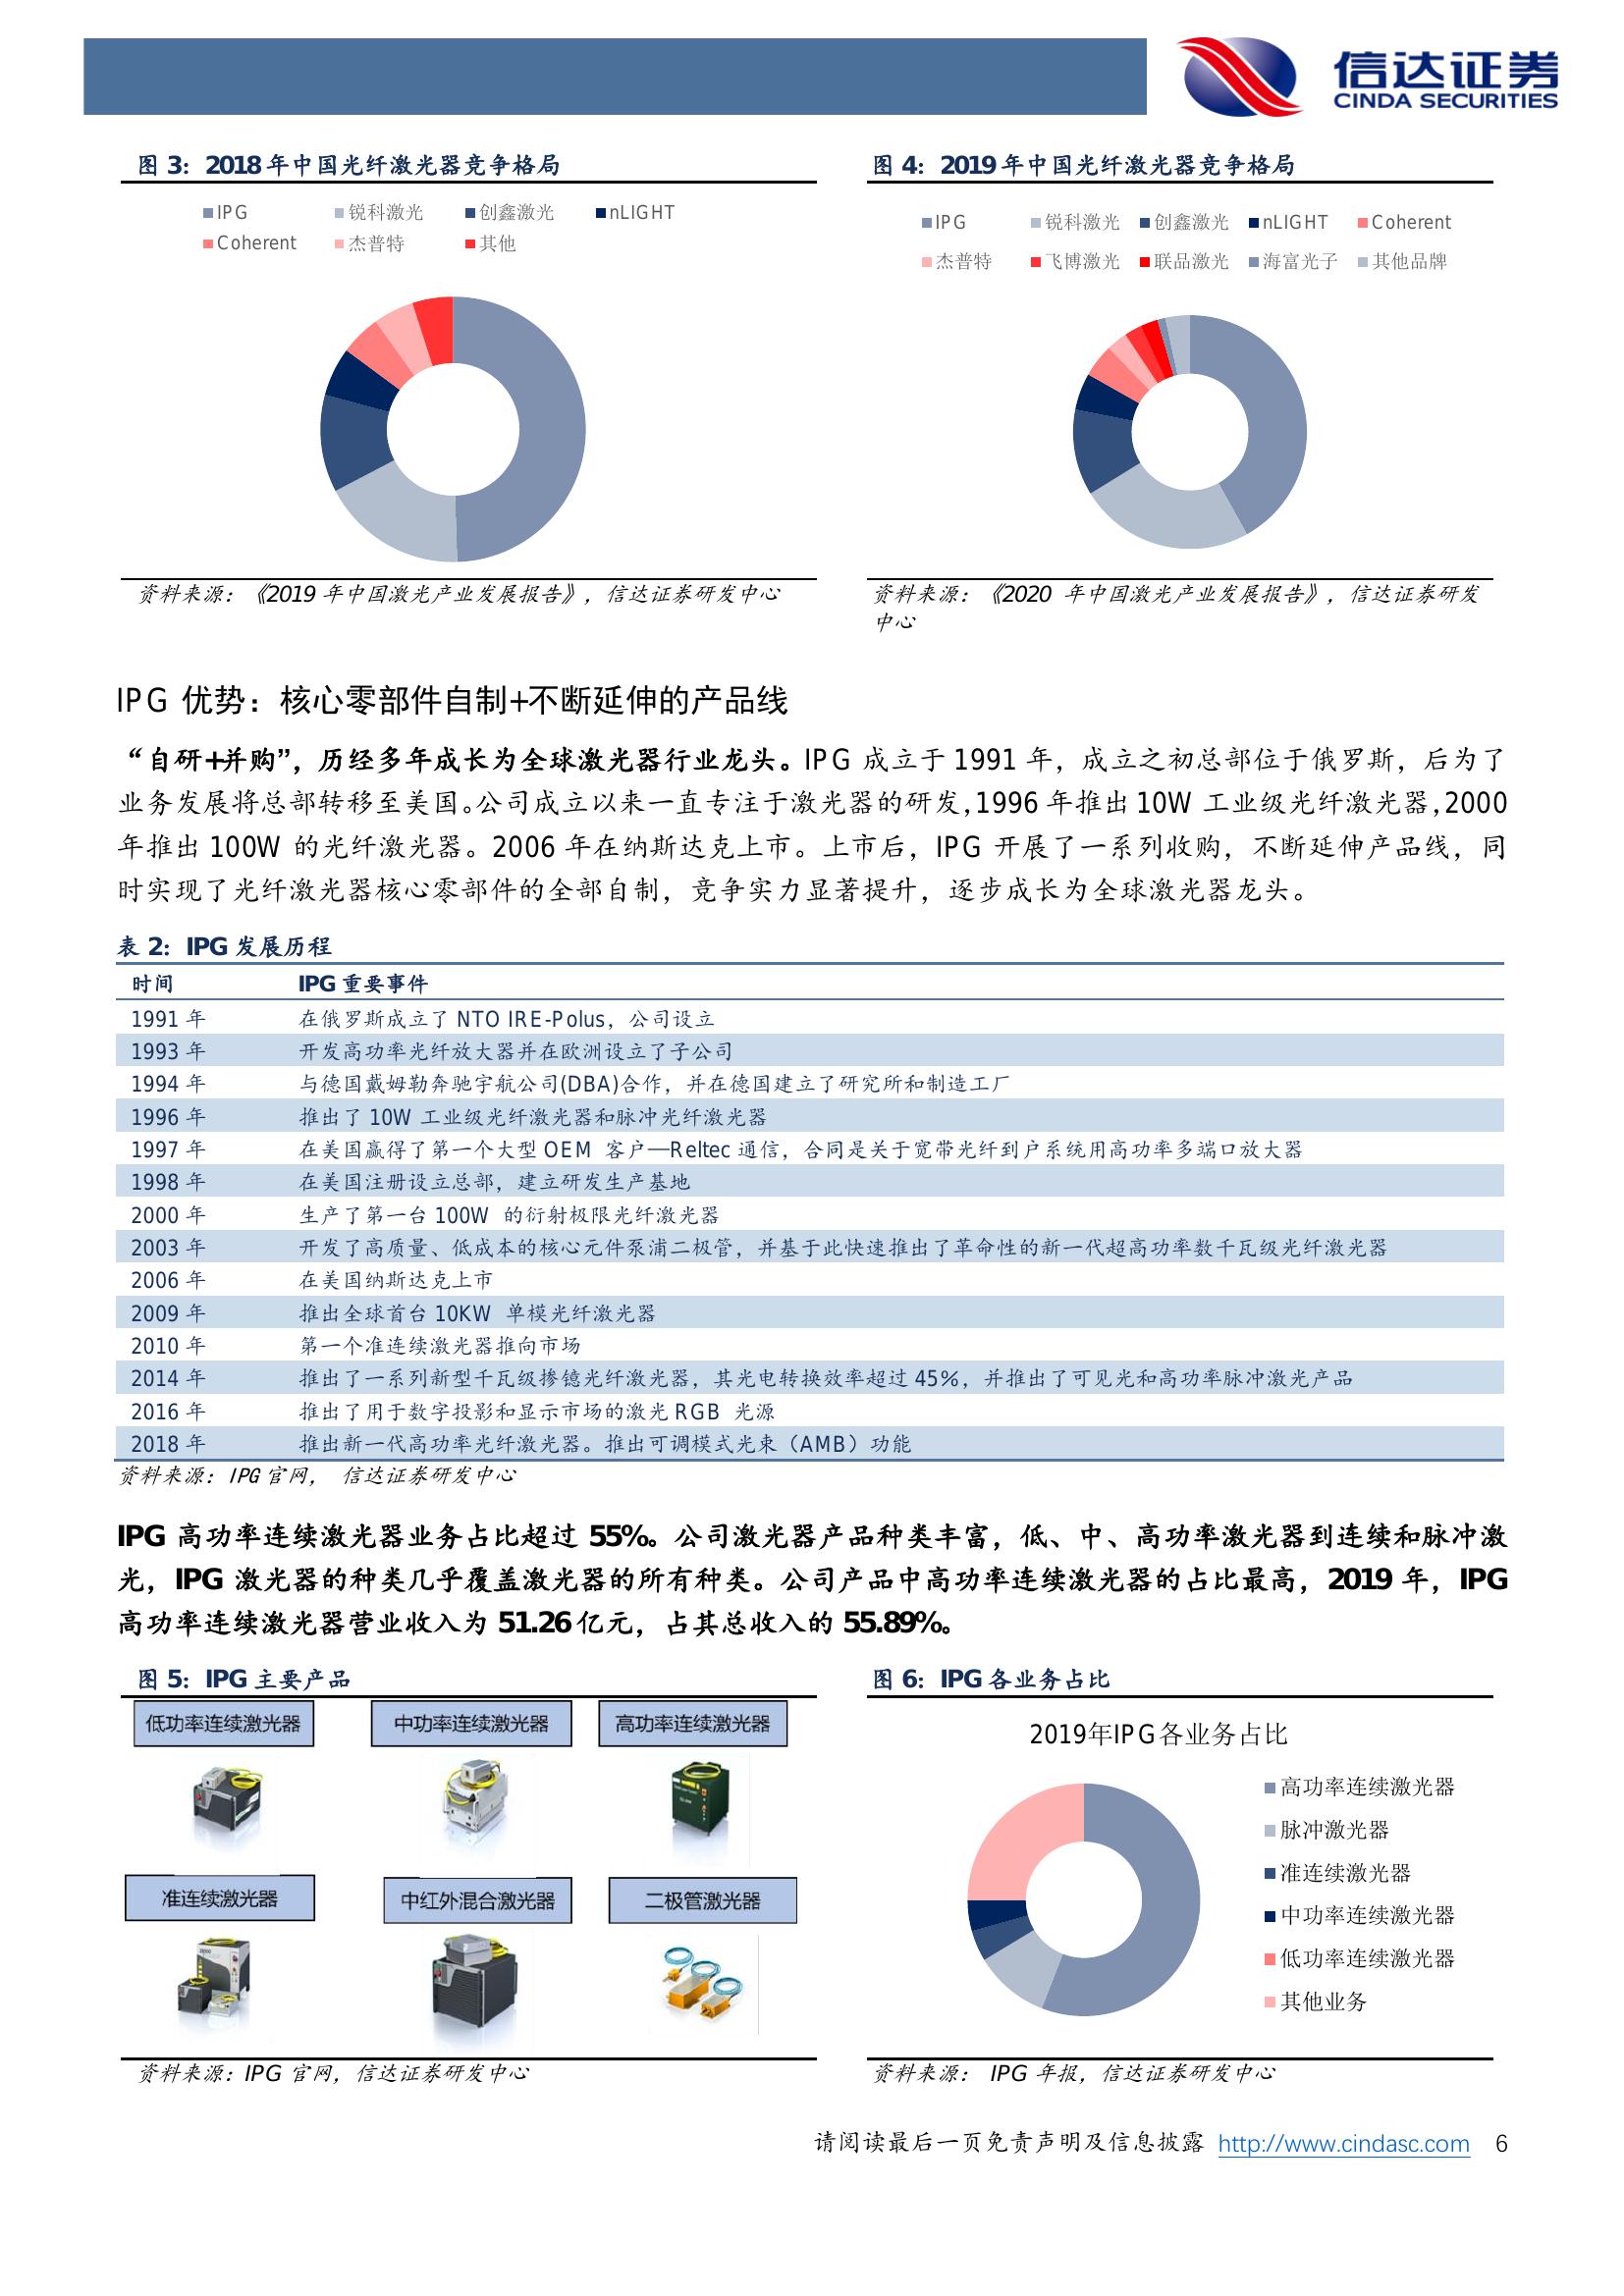 信达证券
CINDA SECURITIES
图 3：2018年中国光纤激光器竞争格局
IPG 锐科激光 创鑫激光 nLIGHT
Coherent 杰普特 其他
资料来源：《2019 年中国激光产业发展报告》，信达证券研发中心
图 4：2019年中国光纤激光器竞争格局
IPG 锐科激光 创鑫激光 nLIGHT Coherent
杰普特 飞博激光 联品激光 海富光子 其他品牌
资料来源：《2020 年中国激光产业发展报告》，信达证券研发
中心
IPG 优势：核心零部件自制+不断延伸的产品线
“自研+并购”，历经多年成长为全球激光器行业龙头。IPG 成立于 1991 年，成立之初总部位于俄罗斯，后为了
业务发展将总部转移至美国。公司成立以来一直专注于激光器的研发，1996 年推出 10W 工业级光纤激光器，2000
年推出 100W 的光纤激光器。2006 年在纳斯达克上市。上市后，IPG 开展了一系列收购，不断延伸产品线，同
时实现了光纤激光器核心零部件的全部自制，竞争实力显著提升，逐步成长为全球激光器龙头。
表 2：IPG 发展历程
时间 IPG 重要事件
1991 年 在俄罗斯成立了 NTO IRE-Polus，公司设立
1993 年 开发高功率光纤放大器并在欧洲设立了子公司
1994 年 与德国戴姆勒奔驰宇航公司(DBA)合作，并在德国建立了研究所和制造工厂
1996 年 推出了 10W 工业级光纤激光器和脉冲光纤激光器
1997 年 在美国赢得了第一个大型 OEM 客户—Reltec 通信，合同是关于宽带光纤到户系统用高功率多端口放大器
1998 年 在美国注册设立总部，建立研发生产基地
2000 年 生产了第一台 100W 的衍射极限光纤激光器
2003 年 开发了高质量、低成本的核心元件泵浦二极管，并基于此快速推出了革命性的新一代超高功率数千瓦级光纤激光器
2006 年 在美国纳斯达克上市
2009 年 推出全球首台 10KW 单模光纤激光器
2010 年 第一个准连续激光器推向市场
2014 年 推出了一系列新型千瓦级掺镱光纤激光器，其光电转换效率超过 45%，并推出了可见光和高功率脉冲激光产品
2016 年 推出了用于数字投影和显示市场的激光 RGB 光源
2018 年 推出新一代高功率光纤激光器。推出可调模式光束（AMB）功能
资料来源：IPG 官网， 信达证券研发中心
IPG 高功率连续激光器业务占比超过 55%。公司激光器产品种类丰富，低、中、高功率激光器到连续和脉冲激
光，IPG 激光器的种类几乎覆盖激光器的所有种类。公司产品中高功率连续激光器的占比最高，2019 年，IPG
高功率连续激光器营业收入为 51.26 亿元，占其总收入的 55.89%。
图 5：IPG 主要产品
低功率连续激光器 中功率连续激光器 高功率连续激光器
准连续激光器 中红外混合激光器 二极管激光器
资料来源：IPG 官网，信达证券研发中心
图 6：IPG 各业务占比
2019年IPG各业务占比
高功率连续激光器
脉冲激光器
准连续激光器
中功率连续激光器
低功率连续激光器
其他业务
资料来源： IPG 年报，信达证券研发中心
请阅读最后一页免责声明及信息披露 http://www.cindasc.com 6